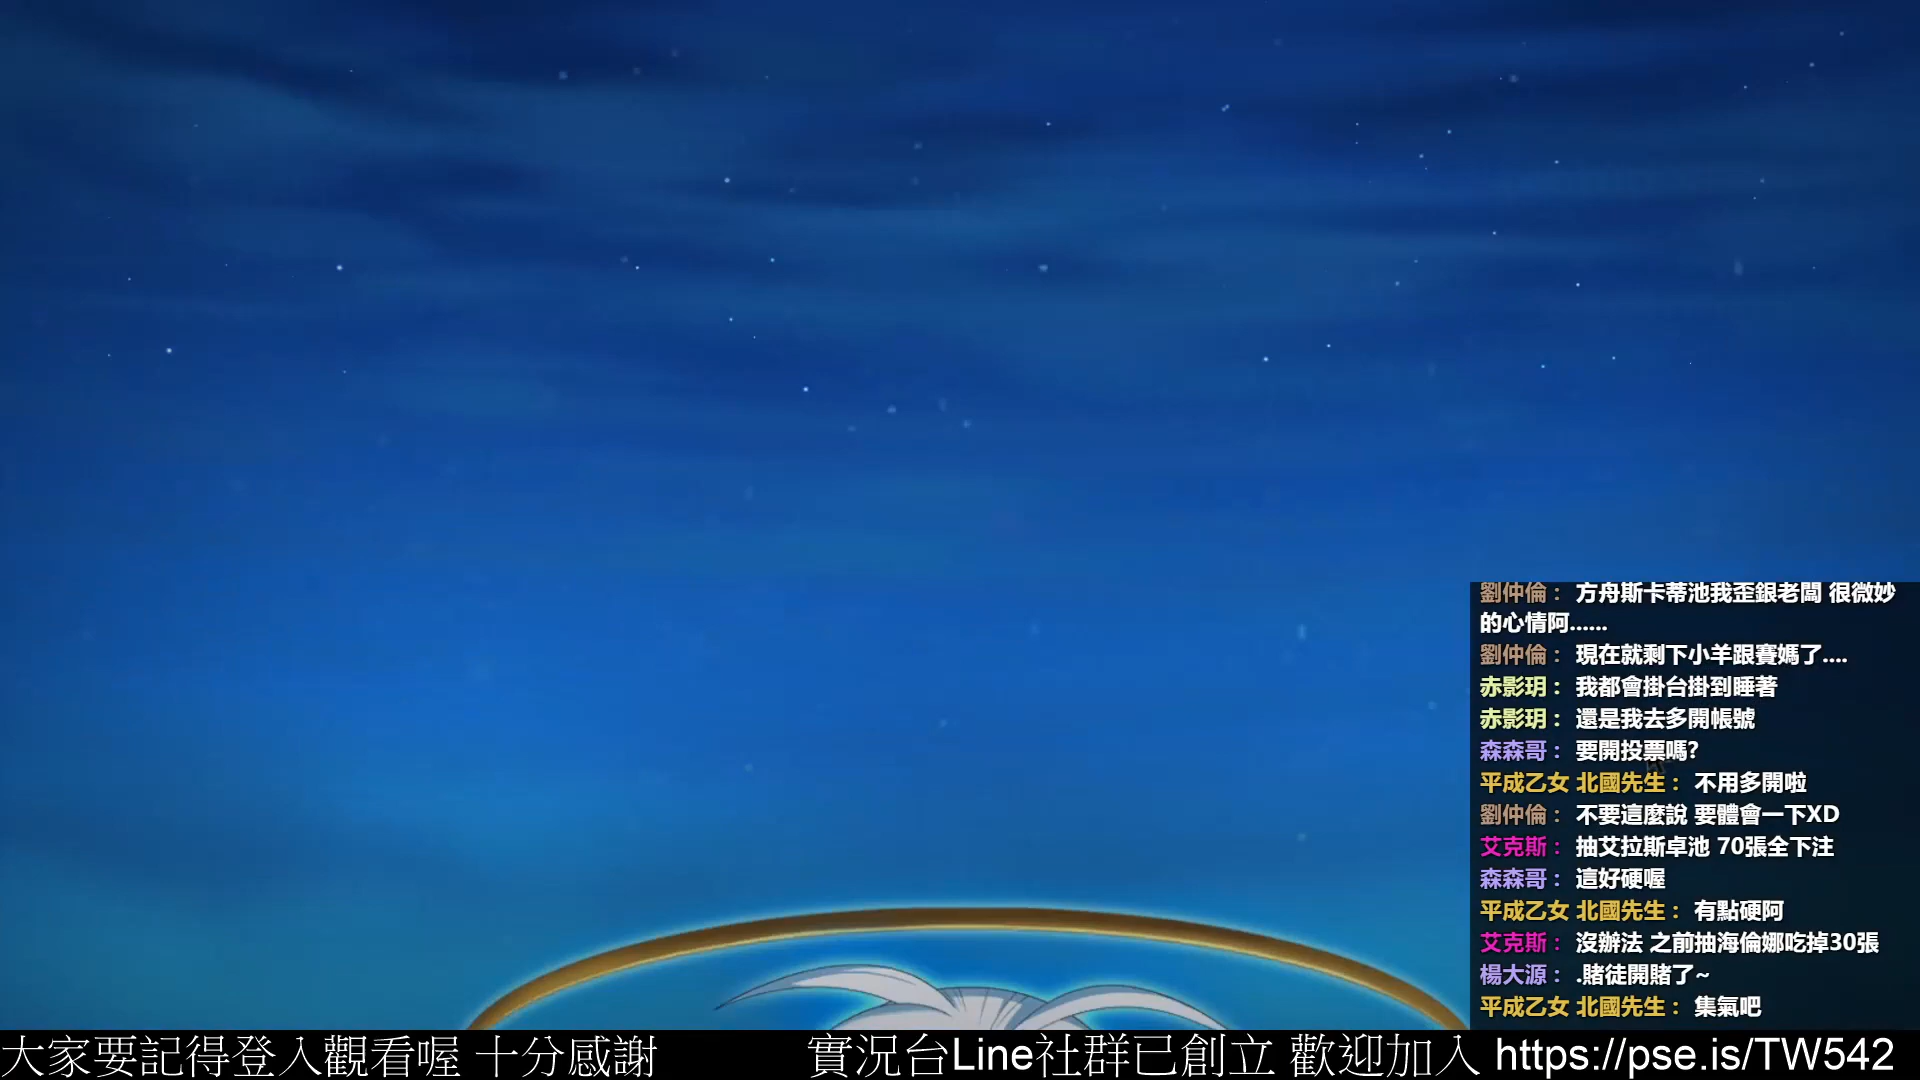 劉仲倫： 方舟斯卡蒂池我歪銀老闆 很微妙
的心情阿......
劉仲倫： 現在就剩下小羊跟賽媽了....
赤影玥： 我都會掛台掛到睡著
赤影玥： 還是我去多開帳號
森森哥： 要開投票嗎?
平成乙女 北國先生： 不用多開啦
劉仲倫： 不要這麼說 要體會一下XD
艾克斯： 抽艾拉斯卓池 70張全下注
森森哥： 這好硬喔
平成乙女 北國先生： 有點硬阿
艾克斯： 沒辦法 之前抽海倫娜吃掉30張
楊大源： .賭徒開賭了~
平成乙女 北國先生： 集氣吧
大家要記得登入觀看喔 十分感謝 實況台Line社群已創立 歡迎加入 https://pse.is/TW542